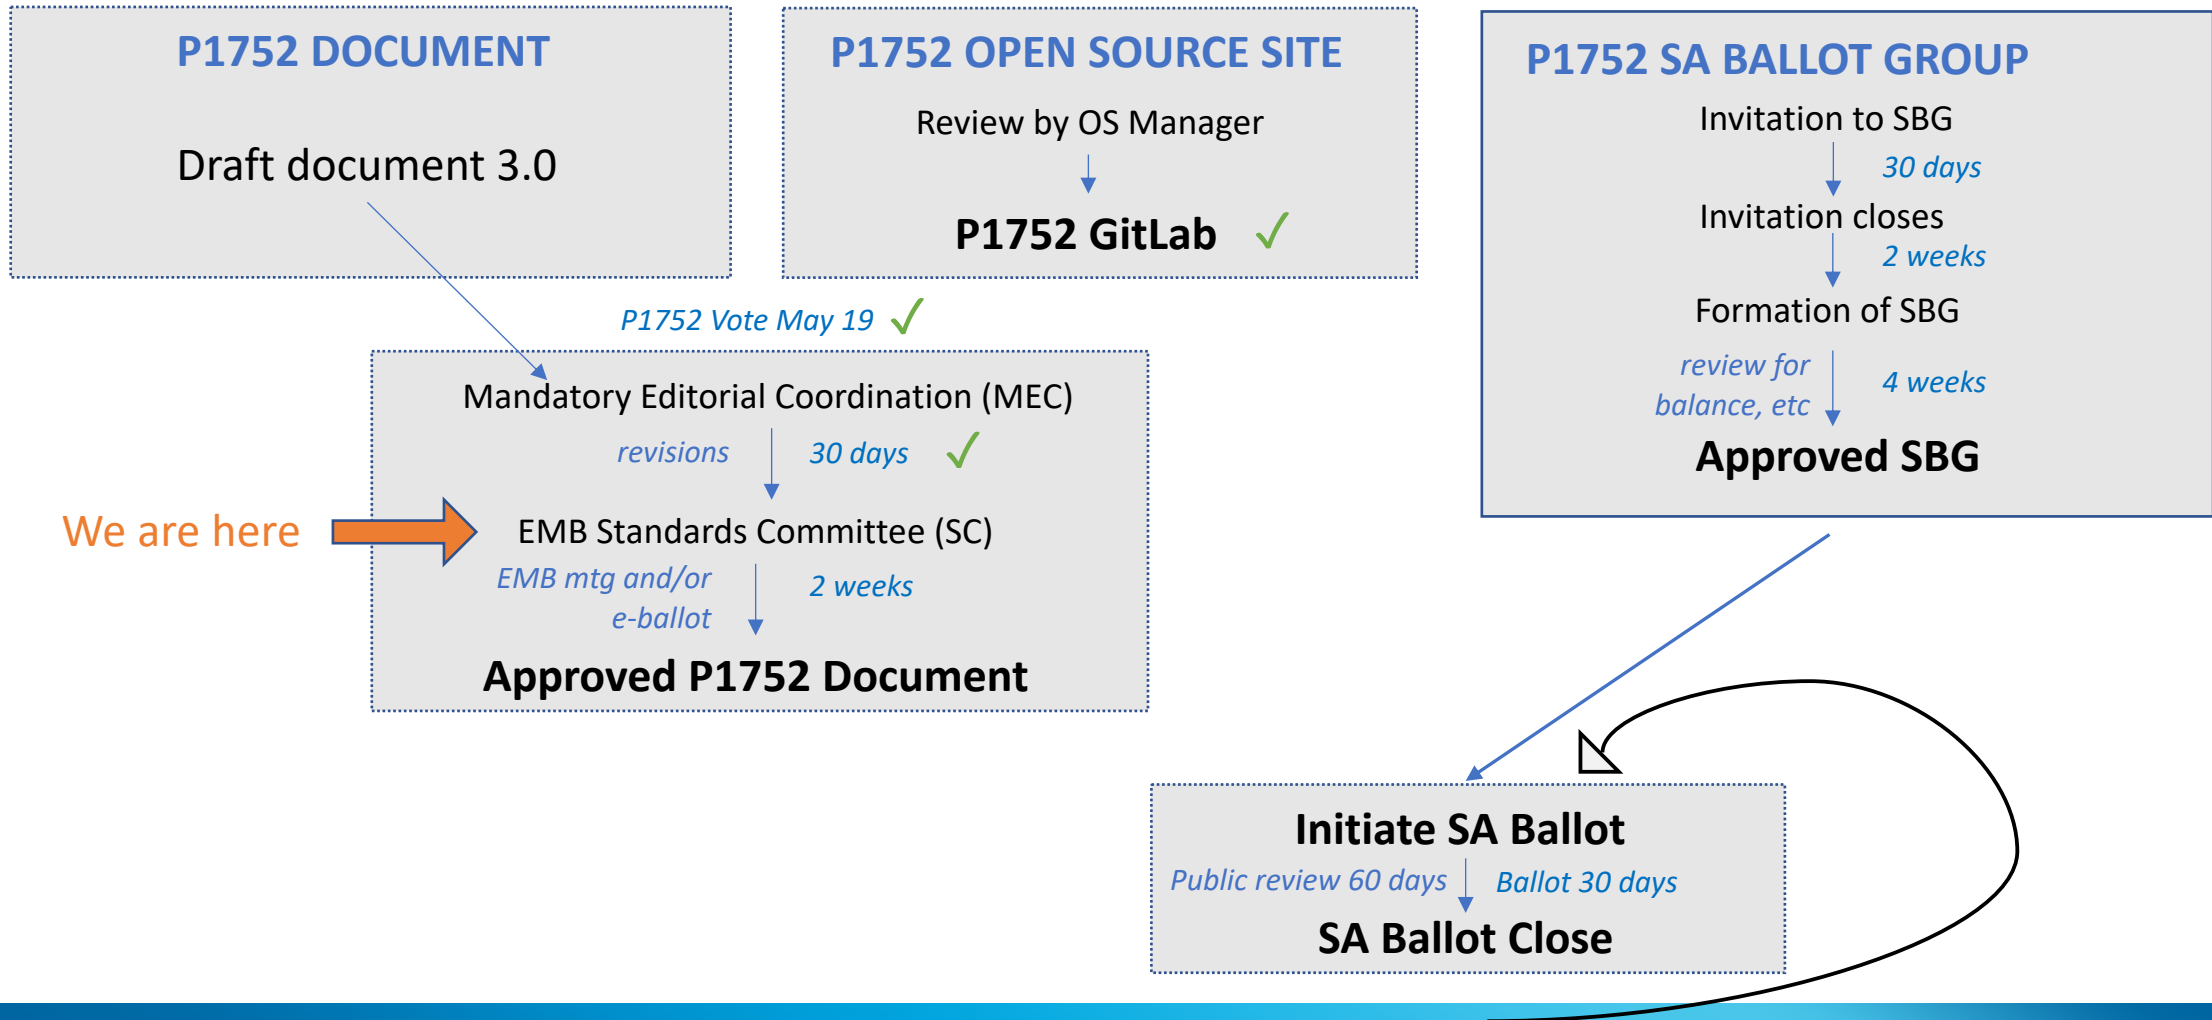 P1752 DOCUMENT
Draft document 3.0
P1752 OPEN SOURCE SITE
Review by OS Manager
P1752 GitLab ✓
P1752 SA BALLOT GROUP
Invitation to SBG
30 days
Invitation closes
2 weeks
Formation of SBG
review for
balance, etc
4 weeks
Approved SBG
P1752 Vote May 19 ✓
Mandatory Editorial Coordination (MEC)
revisions
30 days ✓
We are here
EMB Standards Committee (SC)
EMB mtg and/or
e-ballot
2 weeks
Approved P1752 Document
Initiate SA Ballot
Public review 60 days
Ballot 30 days
SA Ballot Close